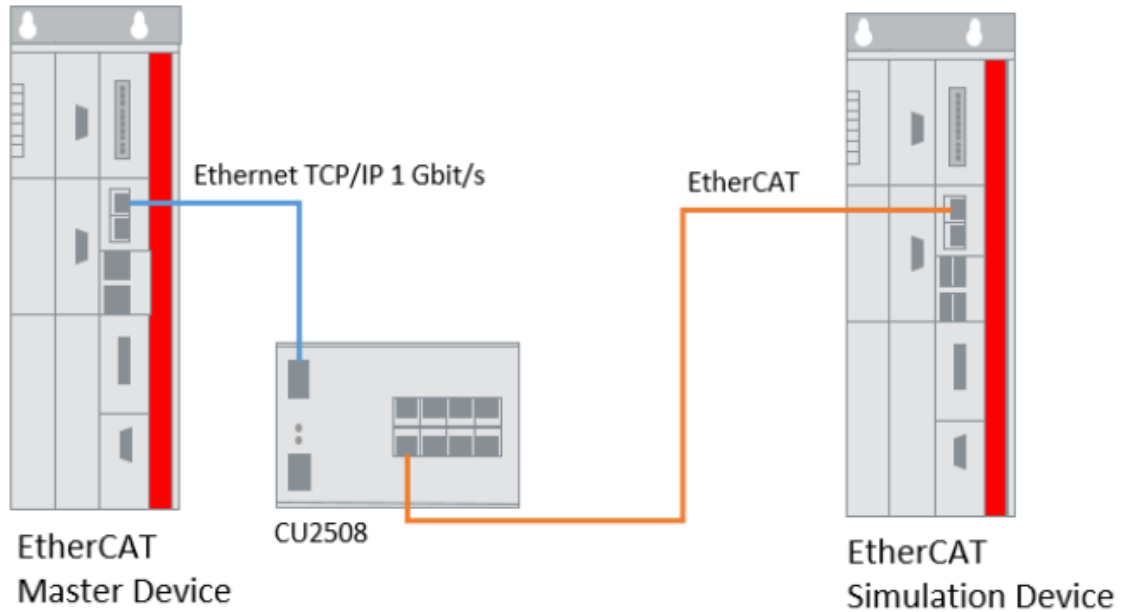 Ethernet TCP/IP 1 Gbit/s
EtherCAT
CU2508
EtherCAT
Master Device
EtherCAT
Simulation Device